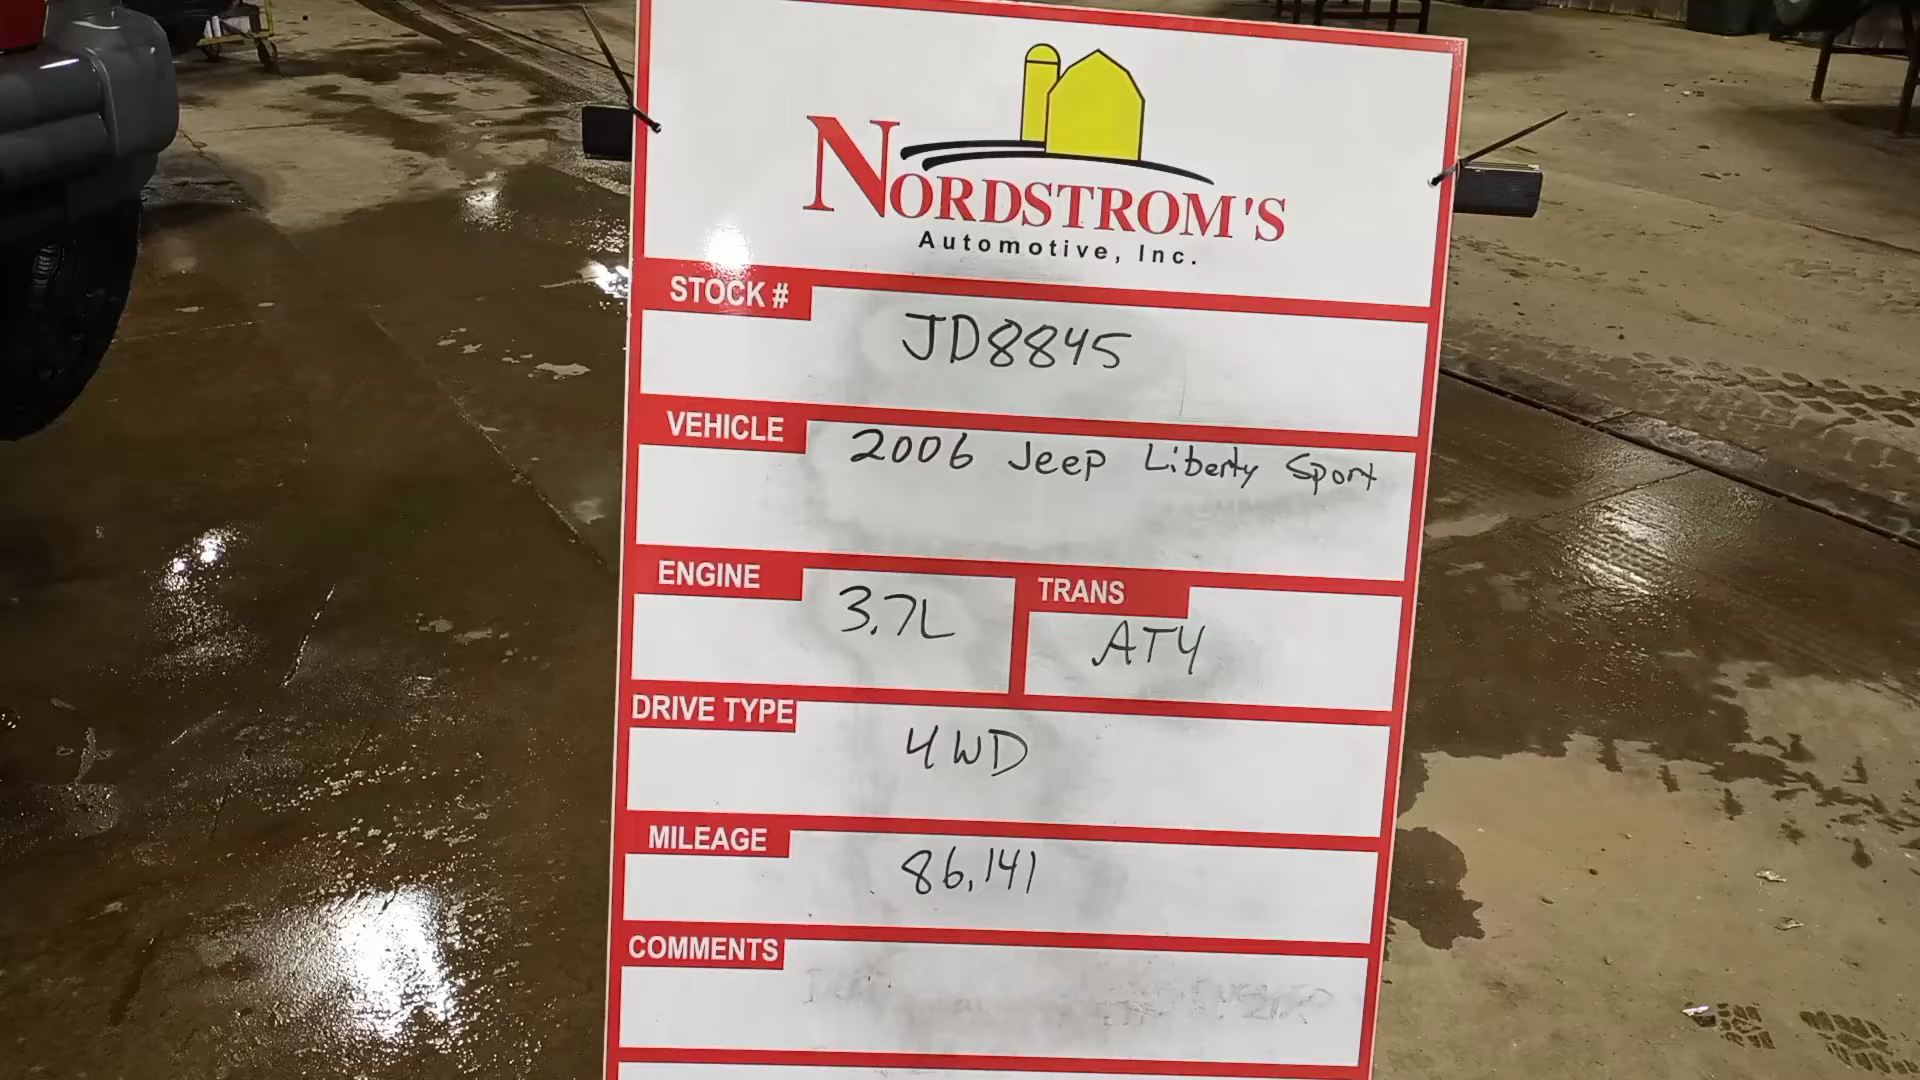 NORDSTROM'S
Automotive, Inc.
STOCK #
JD8845
VEHICLE
2006 Jeep Liberty Sport
ENGINE
3.7L
TRANS
AT4
DRIVE TYPE
4WD
MILEAGE
86,141
COMMENTS